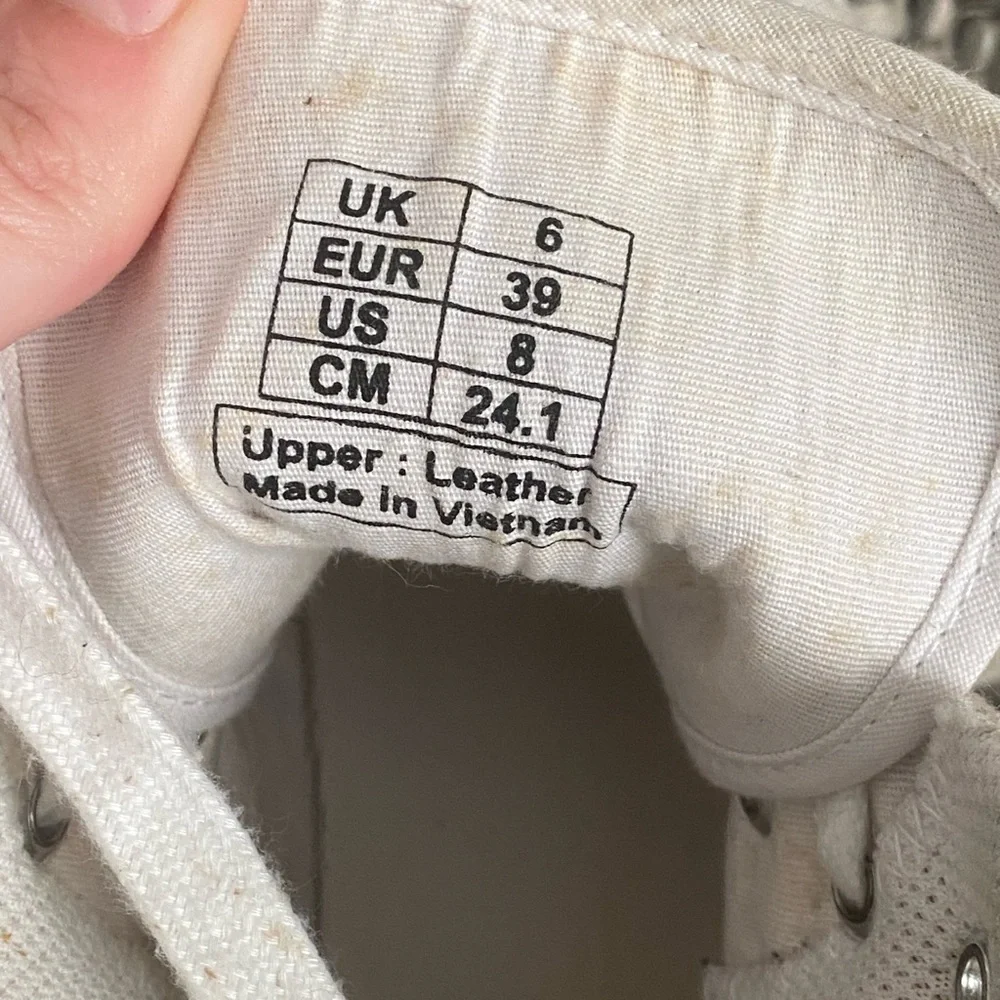 UK 6
EUR 39
US 8
CM 24.1
Upper : Leather
Made in Vietnam